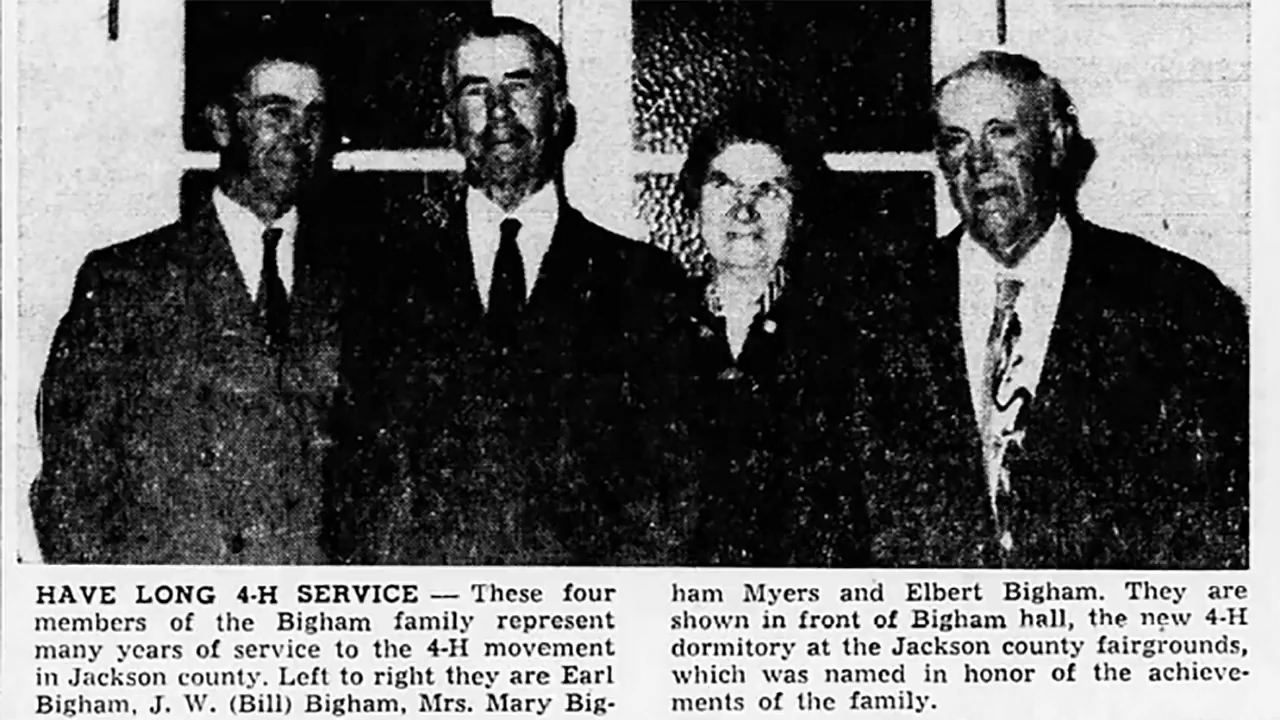 HAVE LONG 4-H SERVICE — These four
members of the Bigham family represent
many years of service to the 4-H movement
in Jackson county. Left to right they are Earl
Bigham, J. W. (Bill) Bigham, Mrs. Mary Big-
ham Myers and Elbert Bigham. They are
shown in front of Bigham hall, the new 4-H
dormitory at the Jackson county fairgrounds,
which was named in honor of the achieve-
ments of the family.